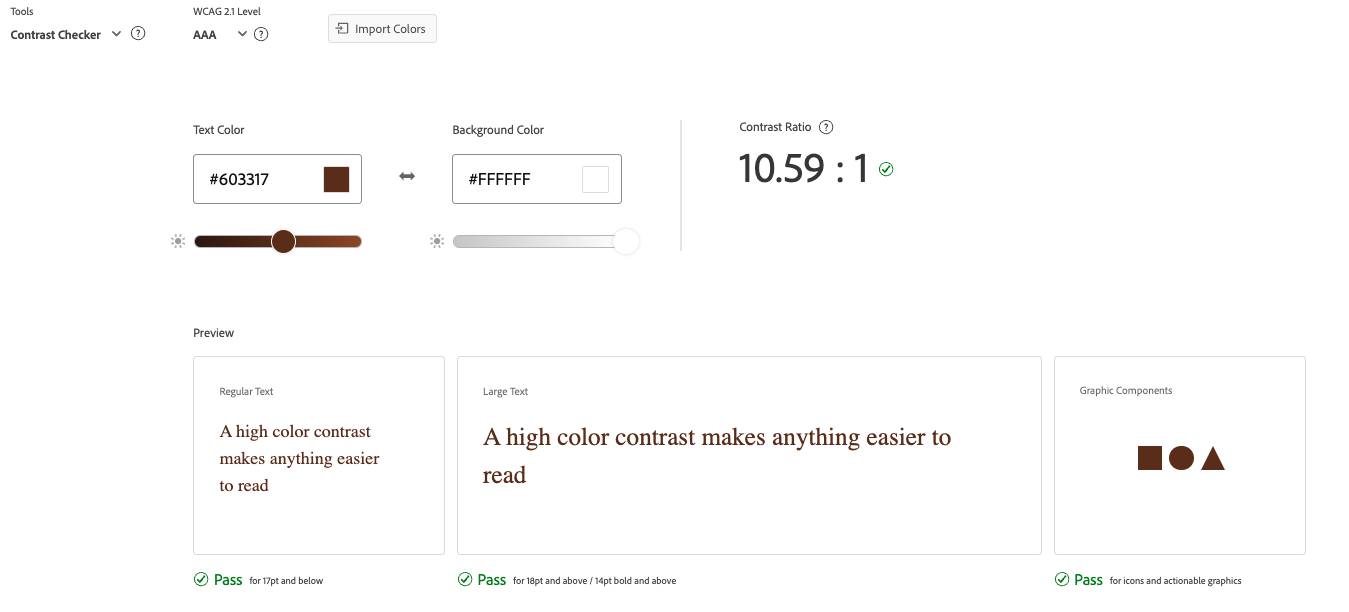 Tools
Contrast Checker
WCAG 2.1 Level
AAA
Import Colors
Text Color
#603317
Background Color
#FFFFFF
Contrast Ratio
10.59 : 1
Preview
Regular Text
A high color contrast
makes anything easier
to read
Pass for 17pt and below
Large Text
A high color contrast makes anything easier to
read
Pass for 18pt and above / 14pt bold and above
Graphic Components
Pass for icons and actionable graphics